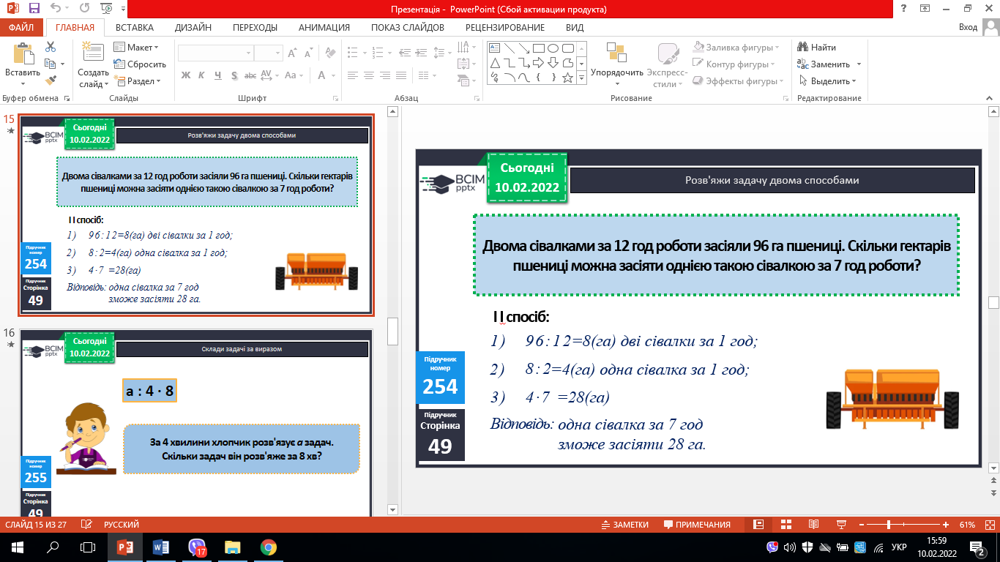 Презентація - PowerPoint (Сбой активации продукта)
ФАЙЛ ГЛАВНАЯ ВСТАВКА ДИЗАЙН ПЕРЕХОДЫ АНИМАЦИЯ ПОКАЗ СЛАЙДОВ РЕЦЕНЗИРОВАНИЕ ВИД Вход
Вставить
Создать слайд
Макет
Сбросить
Раздел
Ж К Ч S abc AV Aa А
Упорядочить
Экспресс-стили
Заливка фигуры
Контур фигуры
Эффекты фигуры
Найти
Заменить
Выделить
Буфер обмена Слайды Шрифт Абзац Рисование Редактирование
15
Сьогодні
10.02.2022
BCIM
pptx
Розв'яжи задачу двома способами
Двома сівалками за 12 год роботи засіяли 96 га пшениці. Скільки гектарів
пшениці можна засіяти однією такою сівалкою за 7 год роботи?
І І спосіб:
1) 96:12=8(га) дві сівалки за 1 год;
2) 8:2=4(га) одна сівалка за 1 год;
3) 4·7 =28(га)
Відповідь: одна сівалка за 7 год
зможе засіяти 28 га.
Підручник
номер
254
Підручник
Сторінка
49
16
Сьогодні
10.02.2022
BCIM
pptx
Склади задачі за виразом
а : 4 · 8
За 4 хвилини хлопчик розв'язує а задач.
Скільки задач він розв'яже за 8 хв?
Підручник
номер
255
Підручник
Сторінка
49
Сьогодні
10.02.2022
BCIM
pptx
Розв'яжи задачу двома способами
Двома сівалками за 12 год роботи засіяли 96 га пшениці. Скільки гектарів
пшениці можна засіяти однією такою сівалкою за 7 год роботи?
І І спосіб:
1) 96:12=8(га) дві сівалки за 1 год;
2) 8:2=4(га) одна сівалка за 1 год;
3) 4·7 =28(га)
Відповідь: одна сівалка за 7 год
зможе засіяти 28 га.
Підручник
номер
254
Підручник
Сторінка
49
СЛАЙД 15 ИЗ 27 РУССКИЙ ЗАМЕТКИ ПРИМЕЧАНИЯ 61%
17
УКР
15:59
10.02.2022
2